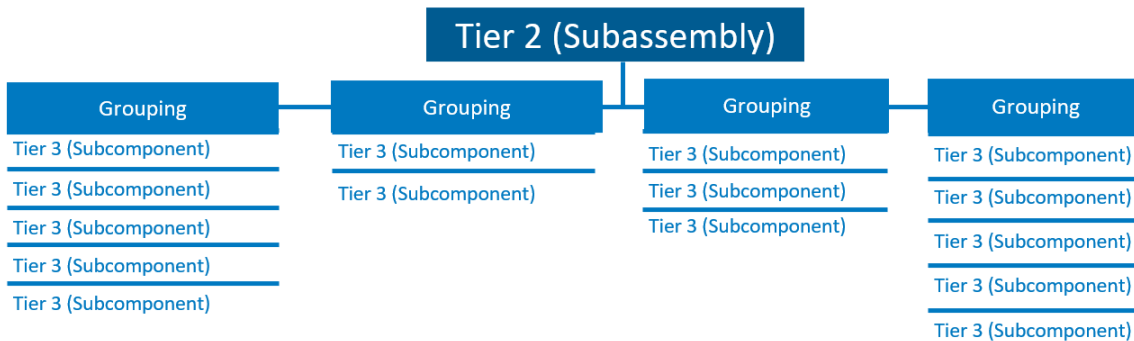 Tier 2 (Subassembly)
Grouping
Tier 3 (Subcomponent)
Tier 3 (Subcomponent)
Tier 3 (Subcomponent)
Tier 3 (Subcomponent)
Tier 3 (Subcomponent)
Grouping
Tier 3 (Subcomponent)
Tier 3 (Subcomponent)
Grouping
Tier 3 (Subcomponent)
Tier 3 (Subcomponent)
Tier 3 (Subcomponent)
Grouping
Tier 3 (Subcomponent)
Tier 3 (Subcomponent)
Tier 3 (Subcomponent)
Tier 3 (Subcomponent)
Tier 3 (Subcomponent)